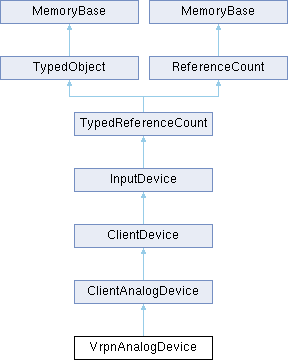 MemoryBase MemoryBase
TypedObject ReferenceCount
TypedReferenceCount
InputDevice
ClientDevice
ClientAnalogDevice
VrpnAnalogDevice